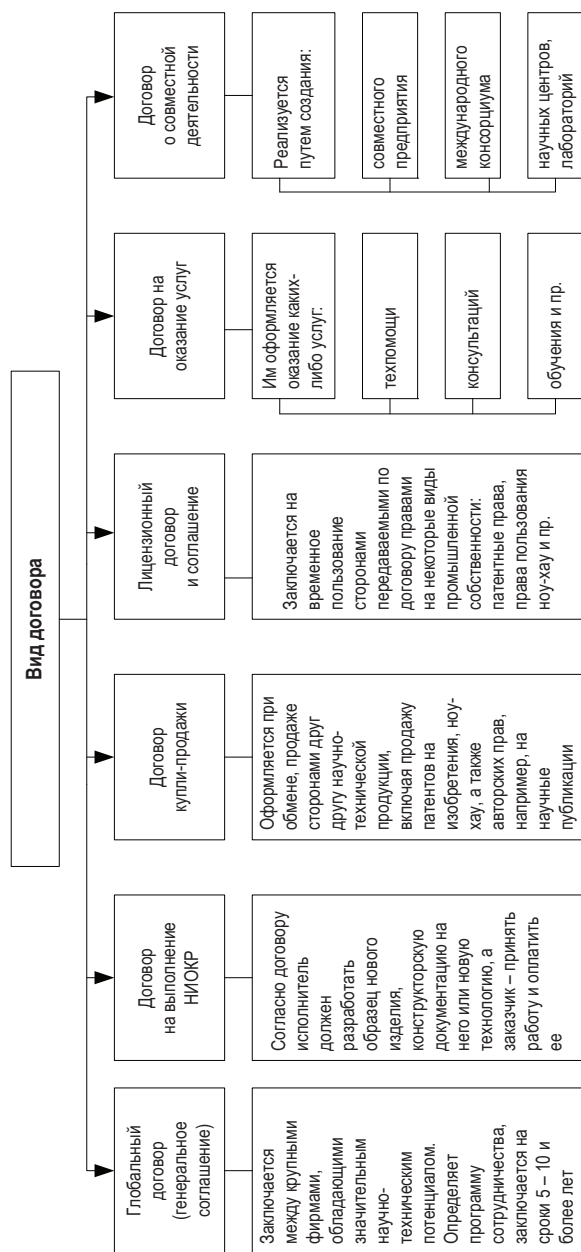 Вид договора
Глобальный
договор
(генеральное
соглашение)
Заключается
между крупными
фирмами,
обладающими
значительным
научно-
техническим
потенциалом.
Определяет
программу
сотрудничества,
заключается на
сроки 5 – 10 и
более лет
Договор
на выполнение
НИОКР
Согласно договору
исполнитель
должен
разработать
образец нового
изделия,
конструкторскую
документацию на
него или новую
технологию, а
заказчик – принять
работу и оплатить
ее
Договор
купли-продажи
Оформляется при
обмене, продаже
сторонами друг
другу научно-
технической
продукции,
включая продажу
патентов на
изобретения, ноу-
хау, а также
авторских прав,
например, на
научные
публикации
Лицензионный
договор
и соглашение
Заключается на
временное
пользование
сторонами
передаваемыми по
договору правами
на некоторые виды
промышленной
собственности:
патентные права,
права пользования
ноу-хау и пр.
Договор на
оказание услуг
Им оформляется
оказание каких-
либо услуг:
техпомощи
консультаций
обучения и пр.
Договор
о совместной
деятельности
Реализуется
путем создания:
совместного
предприятия
международного
консорциума
научных центров,
лабораторий